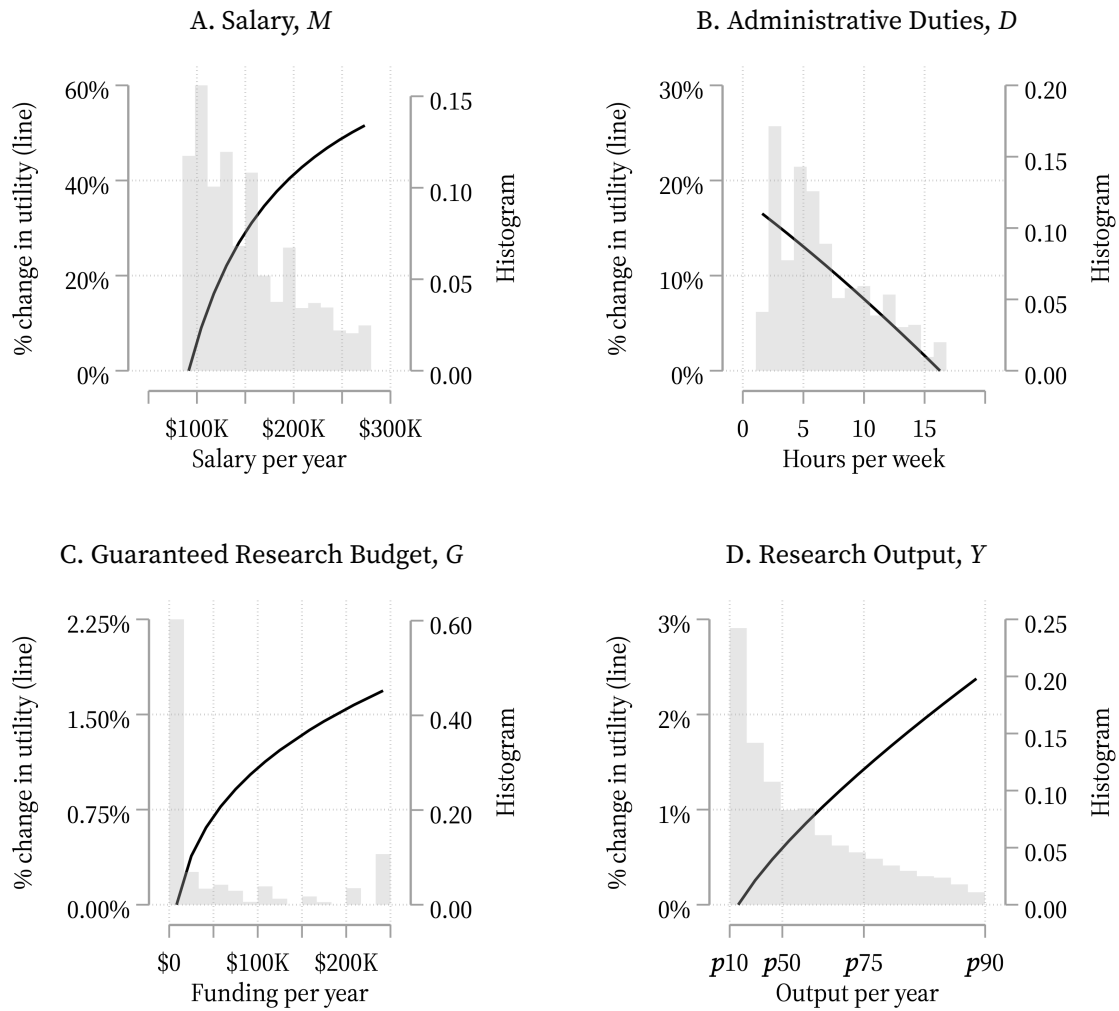 A. Salary, M
% change in utility (line)
60%
40%
20%
0%
0.15
0.10
0.05
0.00
Histogram
$100K $200K $300K
Salary per year
B. Administrative Duties, D
% change in utility (line)
30%
20%
10%
0%
0.20
0.15
0.10
0.05
0.00
Histogram
0 5 10 15
Hours per week
C. Guaranteed Research Budget, G
% change in utility (line)
2.25%
1.50%
0.75%
0.00%
0.60
0.40
0.20
0.00
Histogram
$0 $100K $200K
Funding per year
D. Research Output, Y
% change in utility (line)
3%
2%
1%
0%
0.25
0.20
0.15
0.10
0.05
0.00
Histogram
p10 p50 p75 p90
Output per year